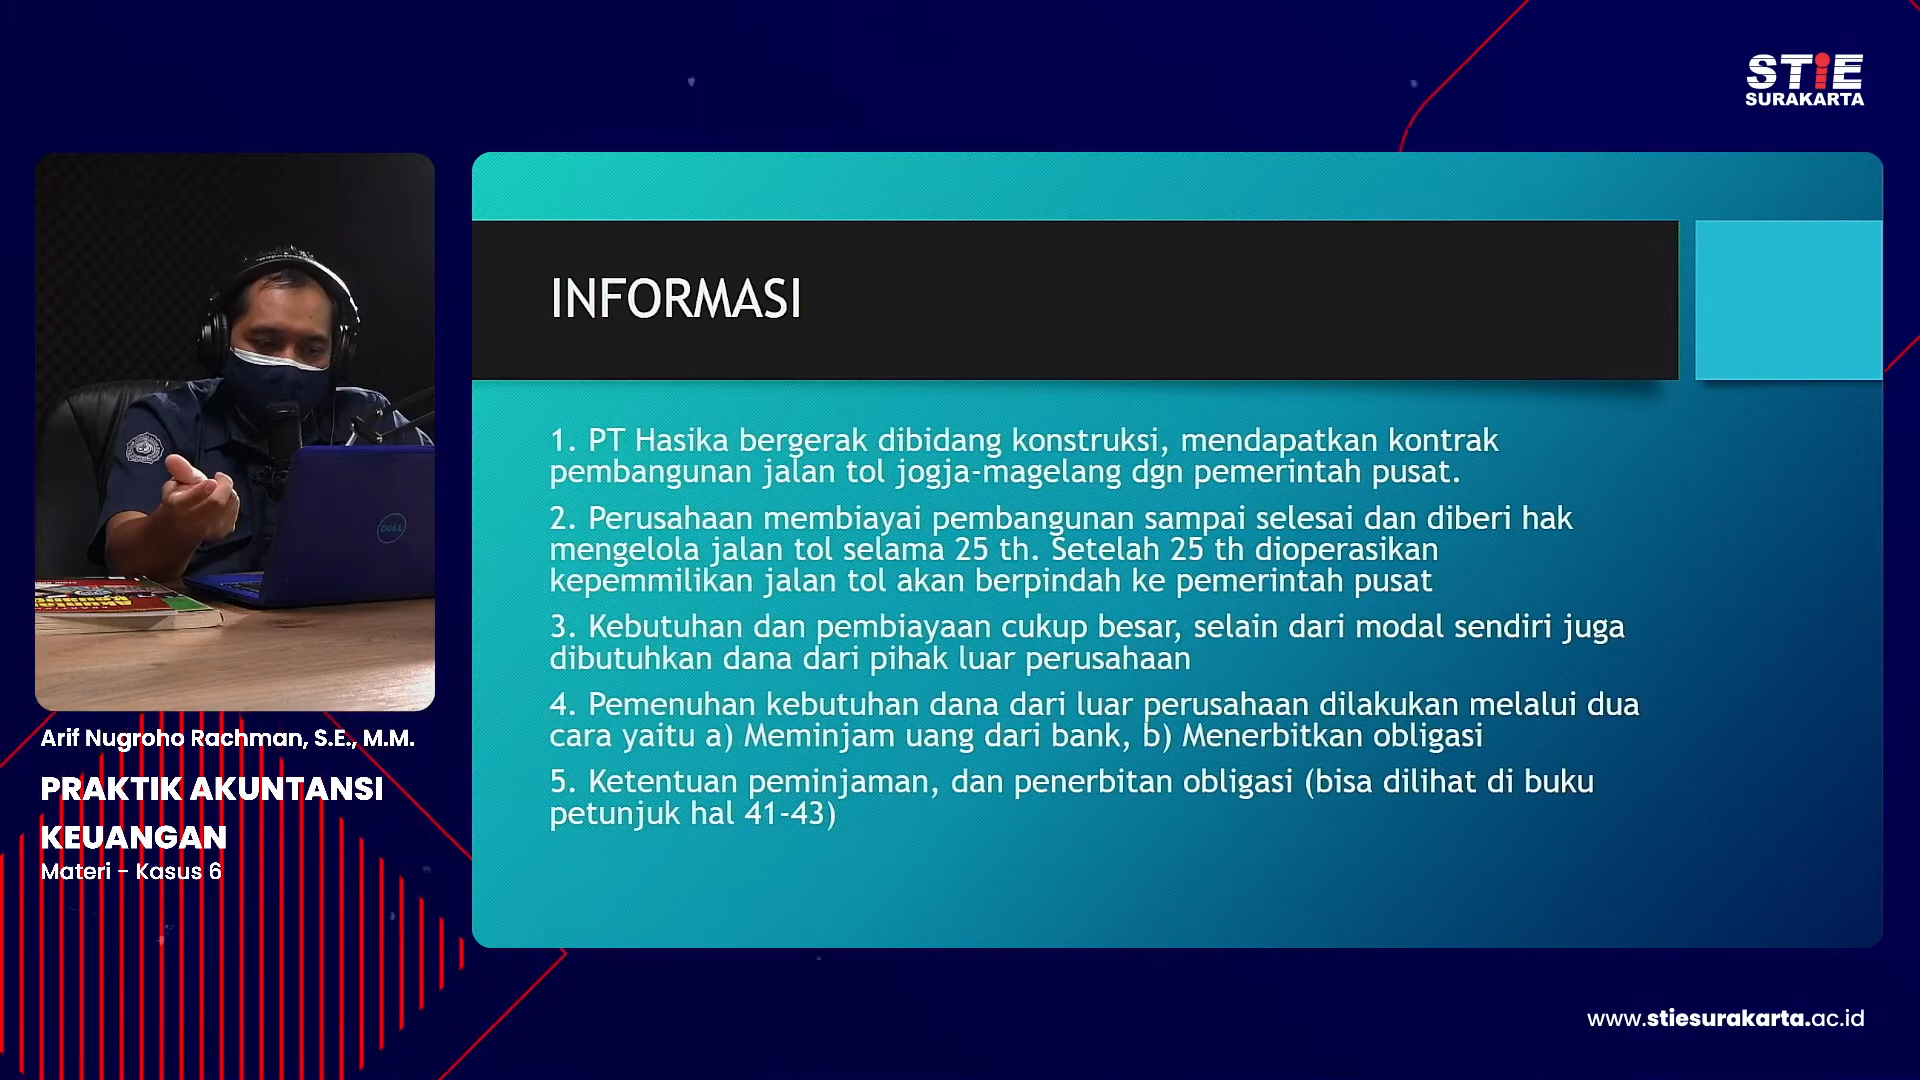 STiE
SURAKARTA
INFORMASI
1. PT Hasika bergerak dibidang konstruksi, mendapatkan kontrak
pembangunan jalan tol jogja-magelang dgn pemerintah pusat.
2. Perusahaan membiayai pembangunan sampai selesai dan diberi hak
mengelola jalan tol selama 25 th. Setelah 25 th dioperasikan
kepemmilikan jalan tol akan berpindah ke pemerintah pusat
3. Kebutuhan dan pembiayaan cukup besar, selain dari modal sendiri juga
dibutuhkan dana dari pihak luar perusahaan
4. Pemenuhan kebutuhan dana dari luar perusahaan dilakukan melalui dua
cara yaitu a) Meminjam uang dari bank, b) Menerbitkan obligasi
5. Ketentuan peminjaman, dan penerbitan obligasi (bisa dilihat di buku
petunjuk hal 41-43)
DELL
Arif Nugroho Rachman, S.E., M.M.
PRAKTIK AKUNTANSI
KEUANGAN
Materi - Kasus 6
www.stiesurakarta.ac.id